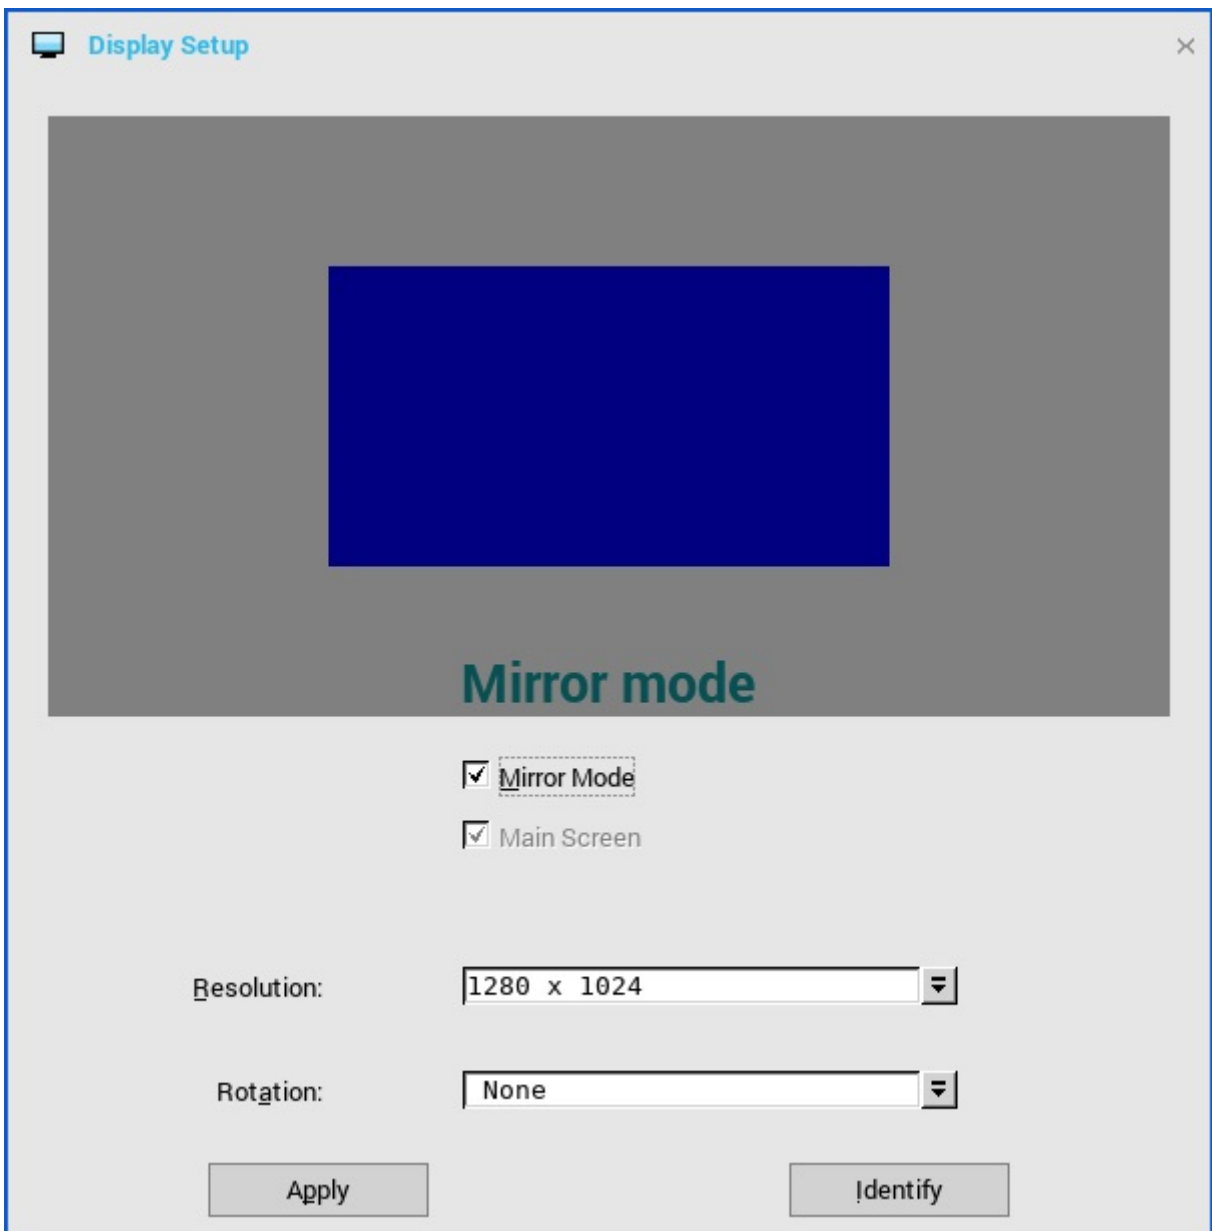 Display Setup
Mirror mode
Mirror Mode
Main Screen
Resolution: 1280 x 1024
Rotation: None
Apply Identify